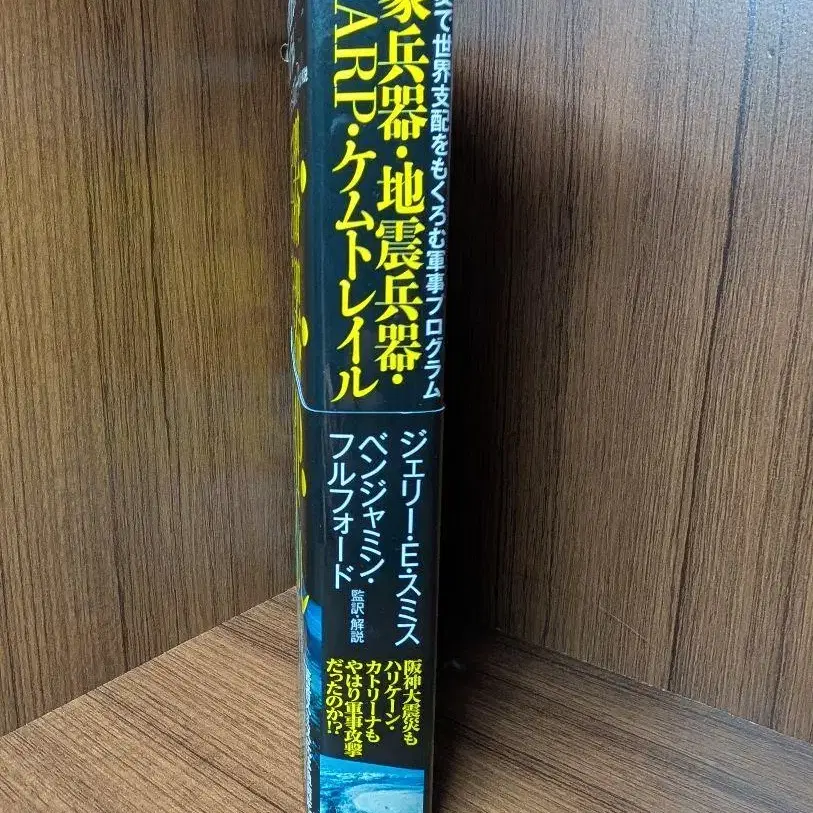 で世界支配をもくろむ軍事プログラム
象兵器・地震兵器・
ARP・ケムトレイル
ジェリー・E・スミス
ベンジャミン・
フルフォード
監訳・解説
阪神大震災も
ハリケーン・
カトリーナも
やはり軍事攻撃
だったのか!?